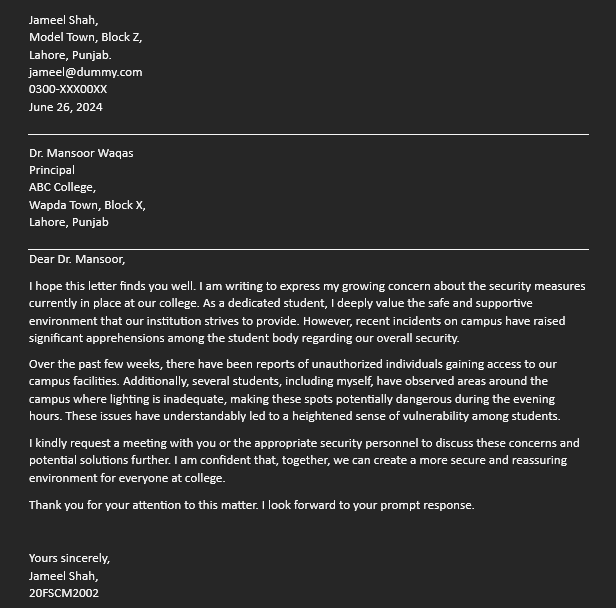 Jameel Shah,
Model Town, Block Z,
Lahore, Punjab.
jameel@dummy.com
0300-XXX00XX
June 26, 2024
Dr. Mansoor Waqas
Principal
ABC College,
Wapda Town, Block X,
Lahore, Punjab
Dear Dr. Mansoor,
I hope this letter finds you well. I am writing to express my growing concern about the security measures
currently in place at our college. As a dedicated student, I deeply value the safe and supportive
environment that our institution strives to provide. However, recent incidents on campus have raised
significant apprehensions among the student body regarding our overall security.
Over the past few weeks, there have been reports of unauthorized individuals gaining access to our
campus facilities. Additionally, several students, including myself, have observed areas around the
campus where lighting is inadequate, making these spots potentially dangerous during the evening
hours. These issues have understandably led to a heightened sense of vulnerability among students.
I kindly request a meeting with you or the appropriate security personnel to discuss these concerns and
potential solutions further. I am confident that, together, we can create a more secure and reassuring
environment for everyone at college.
Thank you for your attention to this matter. I look forward to your prompt response.
Yours sincerely,
Jameel Shah,
20FSCM2002